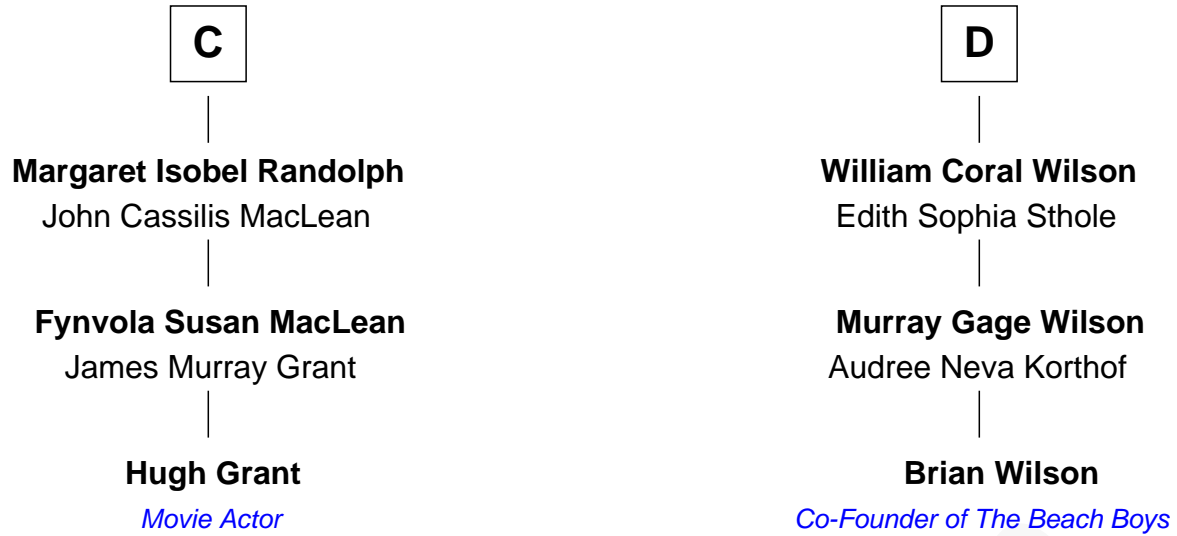 C
Margaret Isobel Randolph
John Cassilis MacLean
Fynvola Susan MacLean
James Murray Grant
Hugh Grant
Movie Actor
D
William Coral Wilson
Edith Sophia Sthole
Murray Gage Wilson
Audree Neva Korthof
Brian Wilson
Co-Founder of The Beach Boys